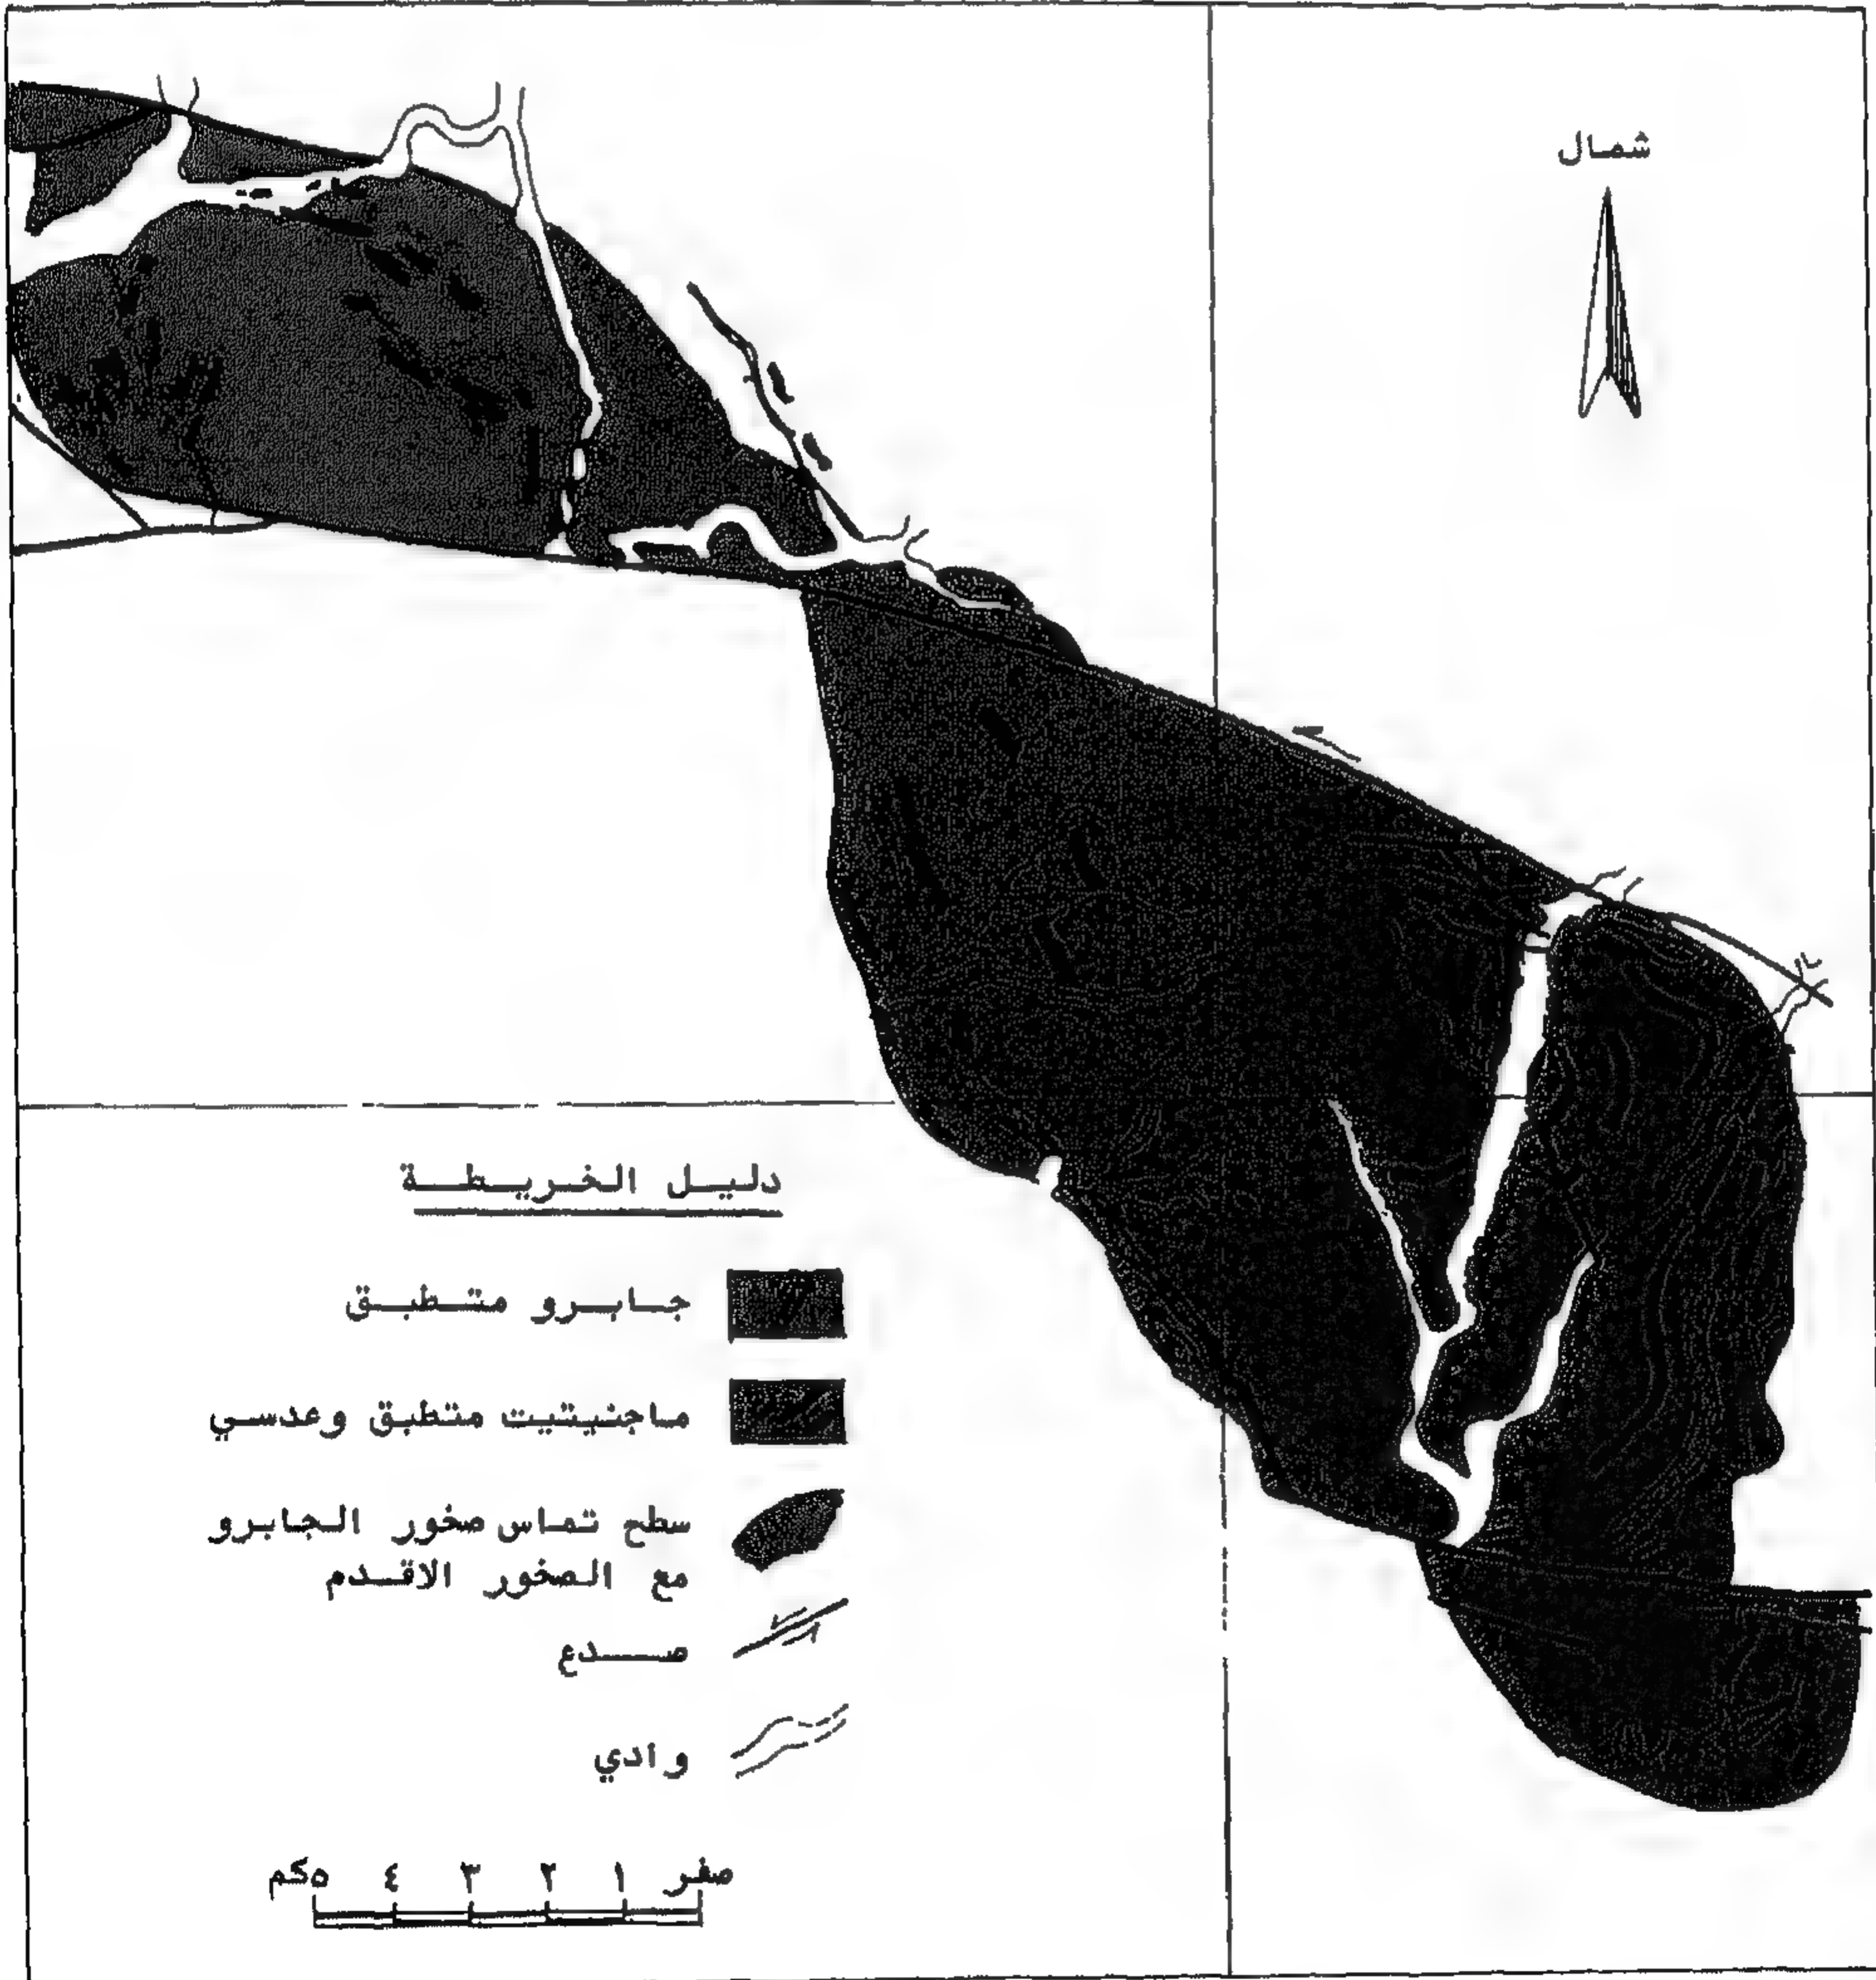 شمال
دليل الخريطة
جابرو متطبق
ماجنيتيت متطبق وعدسي
سطح تماس صخور الجابرو
مع الصخور الاقدم
صدع
وادي
صفر ١ ٢ ٣ ٤ ٥كم